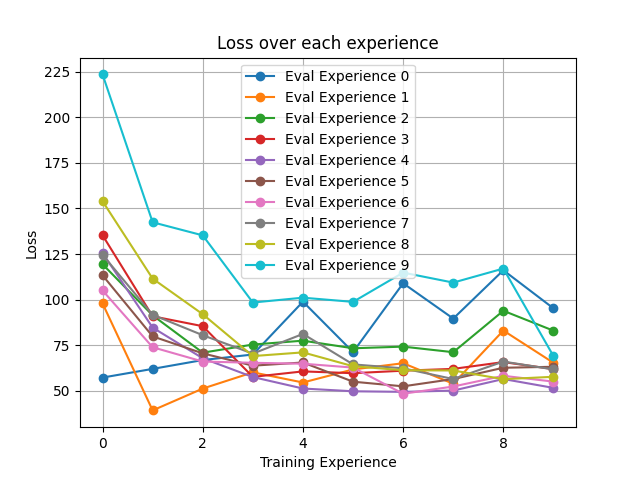 Loss over each experience
225
200
175
150
125
100
75
50
Loss
Eval Experience 0
Eval Experience 1
Eval Experience 2
Eval Experience 3
Eval Experience 4
Eval Experience 5
Eval Experience 6
Eval Experience 7
Eval Experience 8
Eval Experience 9
0 2 4 6 8
Training Experience